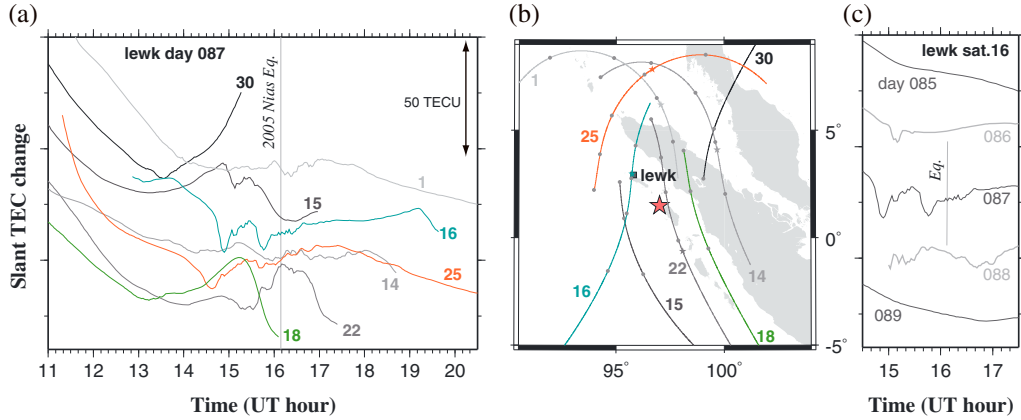 (a)
lewk day 087
2005 Nias Eq.
50 TECU
30
1
15
16
25
14
22
18
Slant TEC change
11 12 13 14 15 16 17 18 19 20
Time (UT hour)
(b)
1
30
25
lewk
22
14
16
15
18
5°
0°
-5°
95°
100°
(c)
lewk sat.16
day 085
086
Eq.
087
088
089
15 16 17
Time (UT hour)